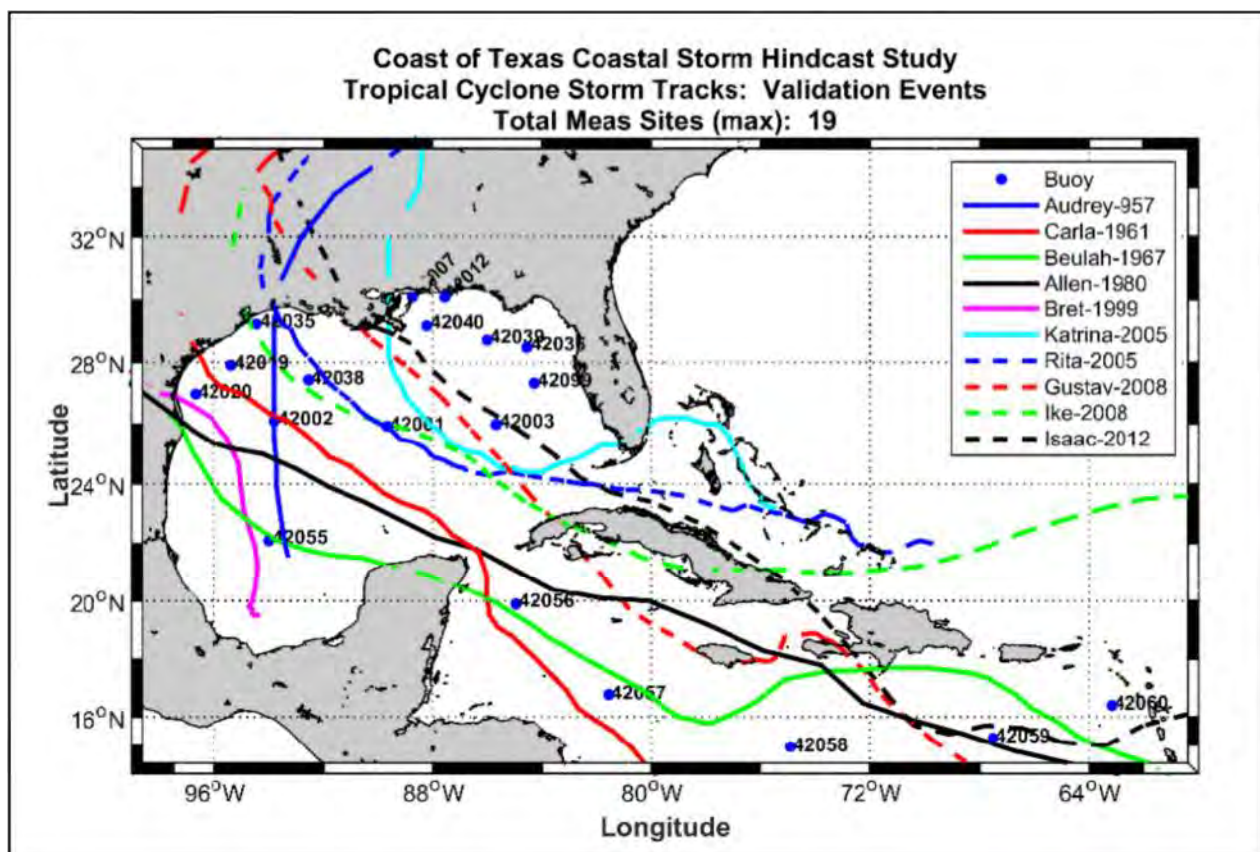 Coast of Texas Coastal Storm Hindcast Study
Tropical Cyclone Storm Tracks: Validation Events
Total Meas Sites (max): 19
Buoy
Audrey-957
Carla-1961
Beulah-1967
Allen-1980
Bret-1999
Katrina-2005
Rita-2005
Gustav-2008
Ike-2008
Isaac-2012
32°N
28°N
24°N
20°N
16°N
Latitude
007
2012
42035
42040
42039
42036
42019
42038
42099
42020
42002
42001
42003
42055
42056
42057
42060
42058
42059
96°W
88°W
80°W
72°W
64°W
Longitude